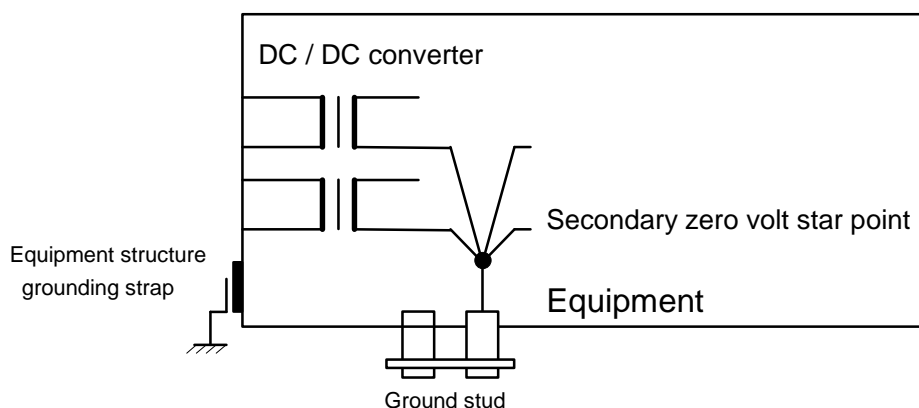 DC / DC converter
Secondary zero volt star point
Equipment structure
grounding strap
Equipment
Ground stud